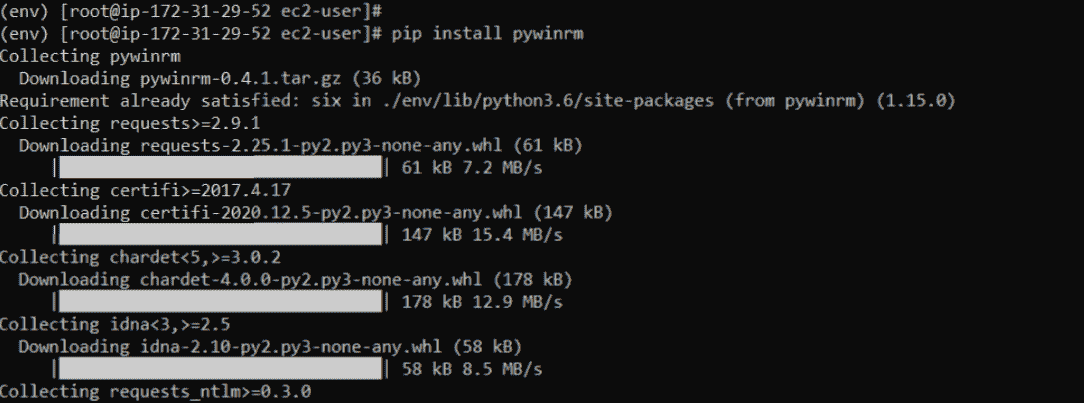 (env) [root@ip-172-31-29-52 ec2-user]#
(env) [root@ip-172-31-29-52 ec2-user]# pip install pywinrm
Collecting pywinrm
  Downloading pywinrm-0.4.1.tar.gz (36 kB)
Requirement already satisfied: six in ./env/lib/python3.6/site-packages (from pywinrm) (1.15.0)
Collecting requests>=2.9.1
  Downloading requests-2.25.1-py2.py3-none-any.whl (61 kB)
     |████████████████████████████████| 61 kB 7.2 MB/s
Collecting certifi>=2017.4.17
  Downloading certifi-2020.12.5-py2.py3-none-any.whl (147 kB)
     |████████████████████████████████| 147 kB 15.4 MB/s
Collecting chardet<5,>=3.0.2
  Downloading chardet-4.0.0-py2.py3-none-any.whl (178 kB)
     |████████████████████████████████| 178 kB 12.9 MB/s
Collecting idna<3,>=2.5
  Downloading idna-2.10-py2.py3-none-any.whl (58 kB)
     |████████████████████████████████| 58 kB 8.5 MB/s
Collecting requests_ntlm>=0.3.0